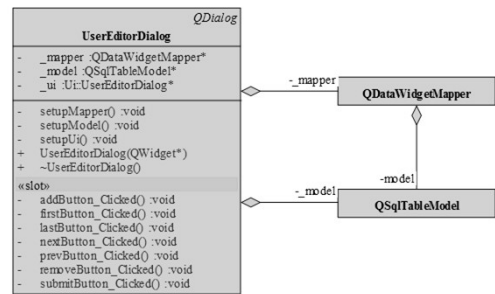 QDialog
UserEditorDialog
- _mapper :QDataWidgetMapper*
- _model :QSqlTableModel*
- _ui :Ui::UserEditorDialog*
- setupMapper() :void
- setupModel() :void
- setupUi() :void
+ UserEditorDialog(QWidget*)
+ ~UserEditorDialog()
«slot»
- addButton_Clicked() :void
- firstButton_Clicked() :void
- lastButton_Clicked() :void
- nextButton_Clicked() :void
- prevButton_Clicked() :void
- removeButton_Clicked() :void
- submitButton_Clicked() :void
-_mapper
QDataWidgetMapper
-model
-_model
QSqlTableModel